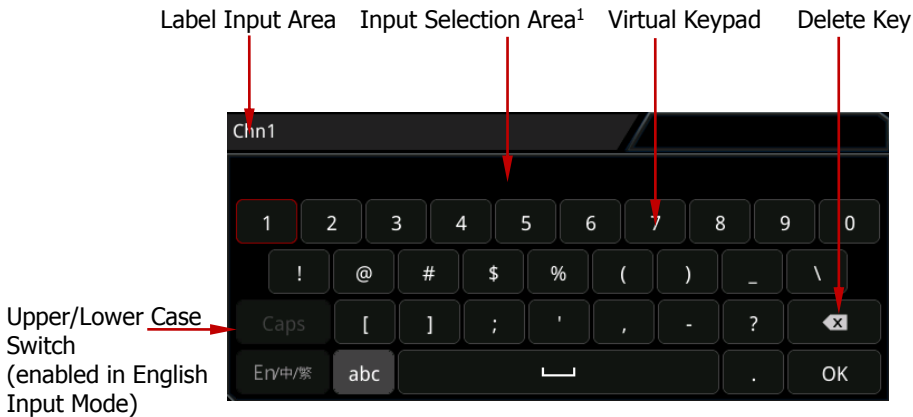 Label Input Area Input Selection Area¹ Virtual Keypad Delete Key
Chn1
1 2 3 4 5 6 7 8 9 0
! @ # $ % ( ) _ \
Caps [ ] ; ' , - ?
En/中/繁 abc . OK
Upper/Lower Case
Switch
(enabled in English
Input Mode)